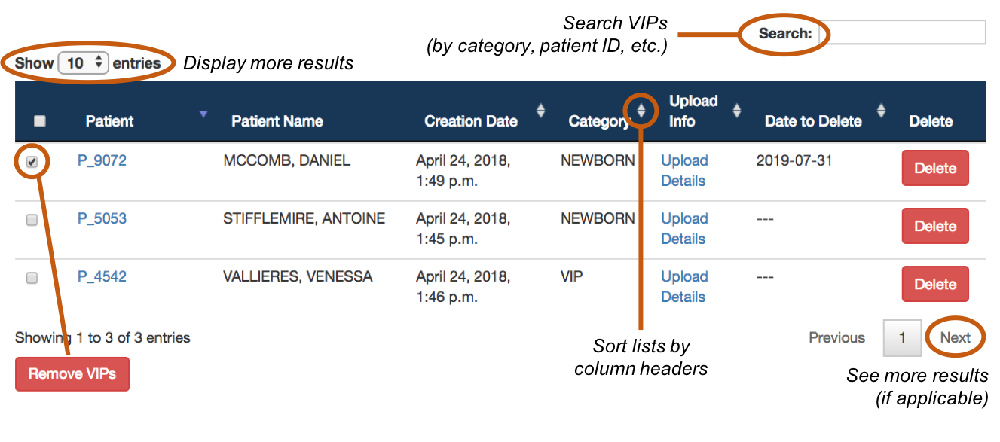 Search VIPs
(by category, patient ID, etc.)
Search:
Show 10 entries
Display more results
Patient
Patient Name
Creation Date
Category
Upload
Info
Date to Delete
Delete
P_9072
MCCOMB, DANIEL
April 24, 2018,
1:49 p.m.
NEWBORN
Upload
Details
2019-07-31
Delete
P_5053
STIFFLEMIRE, ANTOINE
April 24, 2018,
1:45 p.m.
NEWBORN
Upload
Details
---
Delete
P_4542
VALLIERES, VENESSA
April 24, 2018,
1:46 p.m.
VIP
Upload
Details
---
Delete
Showing 1 to 3 of 3 entries
Previous
1
Next
Remove VIPs
Sort lists by
column headers
See more results
(if applicable)